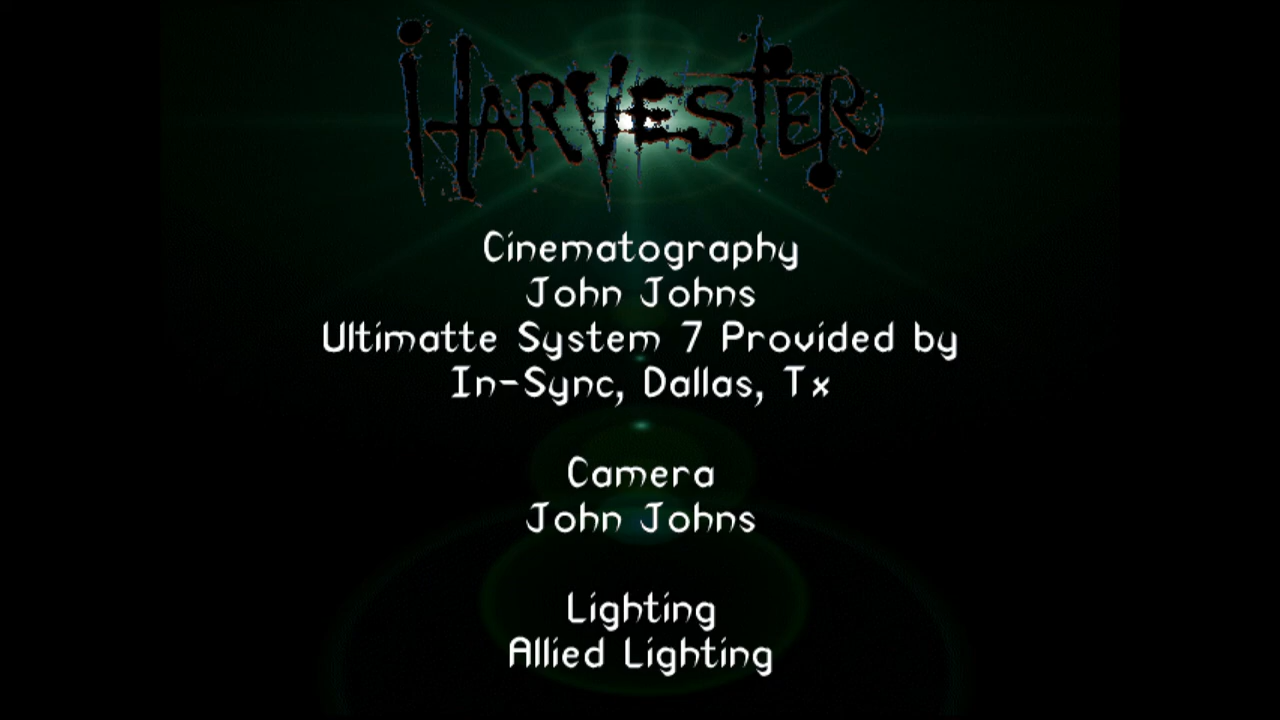 HARVESTER
Cinematography
John Johns
Ultimatte System 7 Provided by
In-Sync, Dallas, Tx
Camera
John Johns
Lighting
Allied Lighting